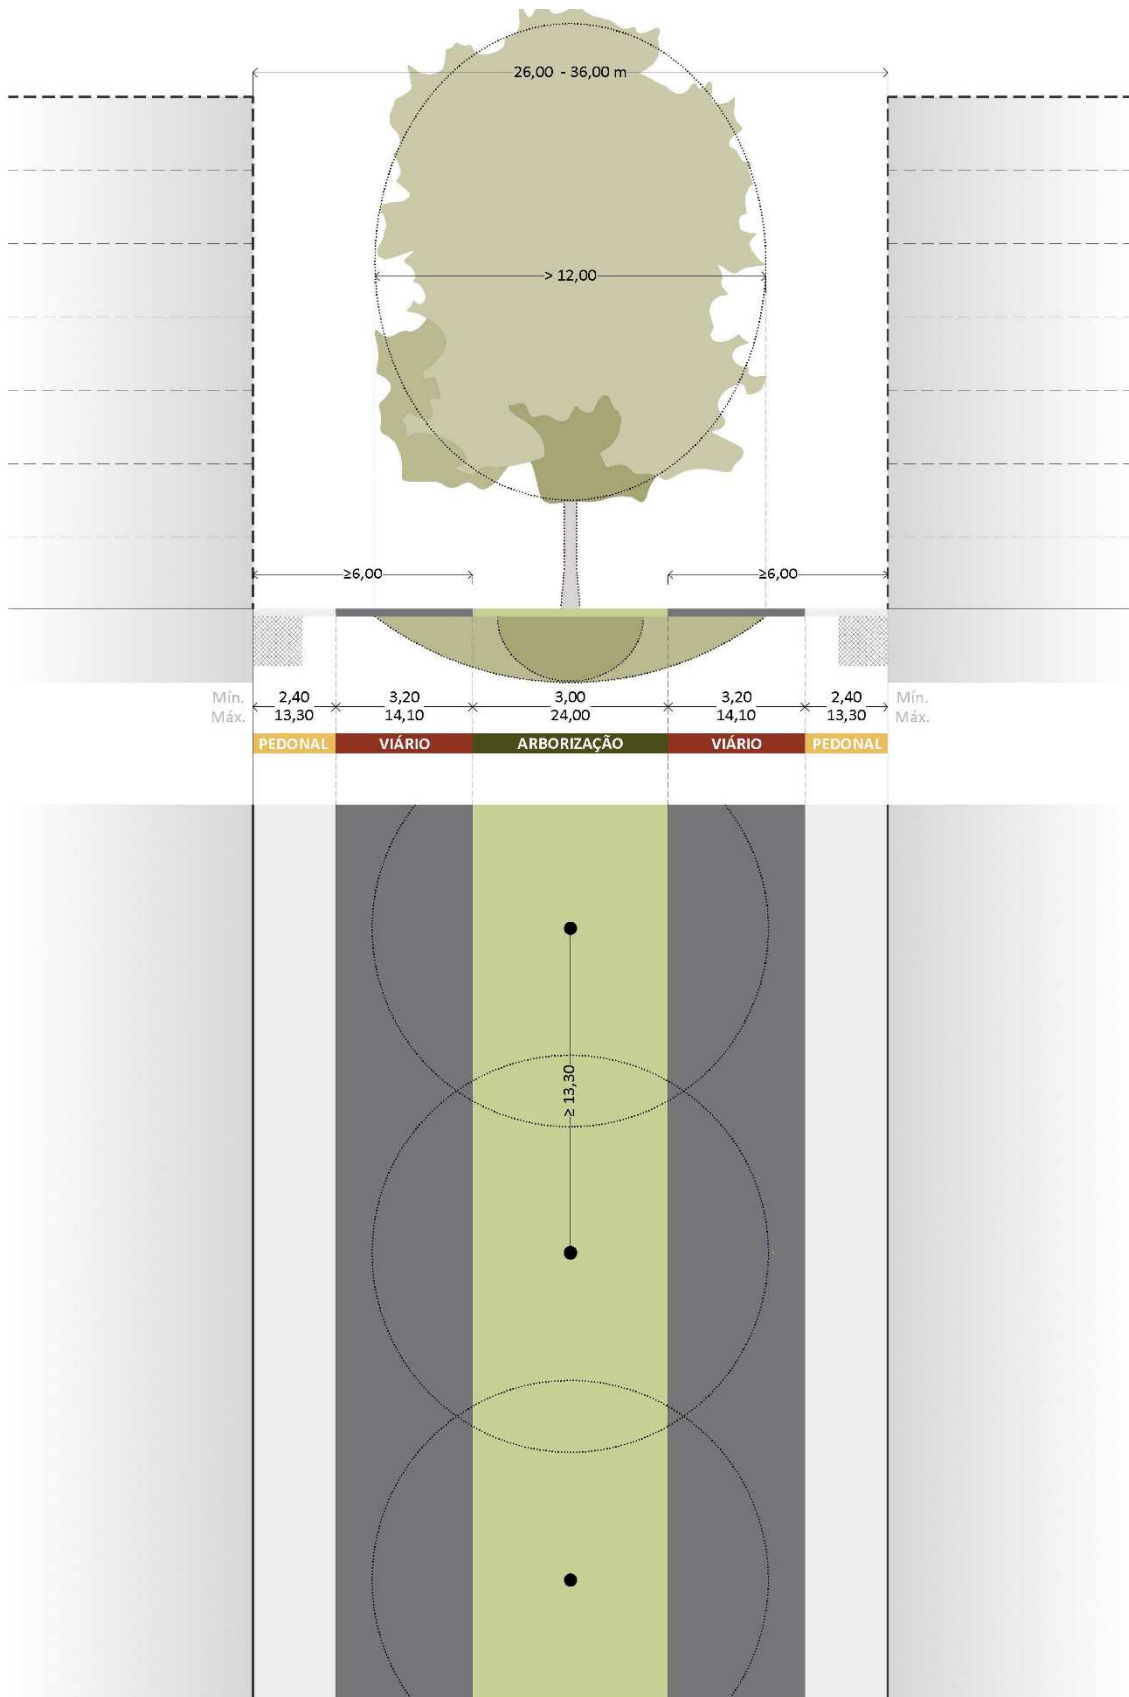 26,00 - 36,00 m
> 12,00
≥6,00 ≥6,00
Mín. 2,40 3,20 3,00 3,20 2,40 Mín.
Máx. 13,30 14,10 24,00 14,10 13,30 Máx.
PEDONAL VIÁRIO ARBORIZAÇÃO VIÁRIO PEDONAL
≥ 13,30